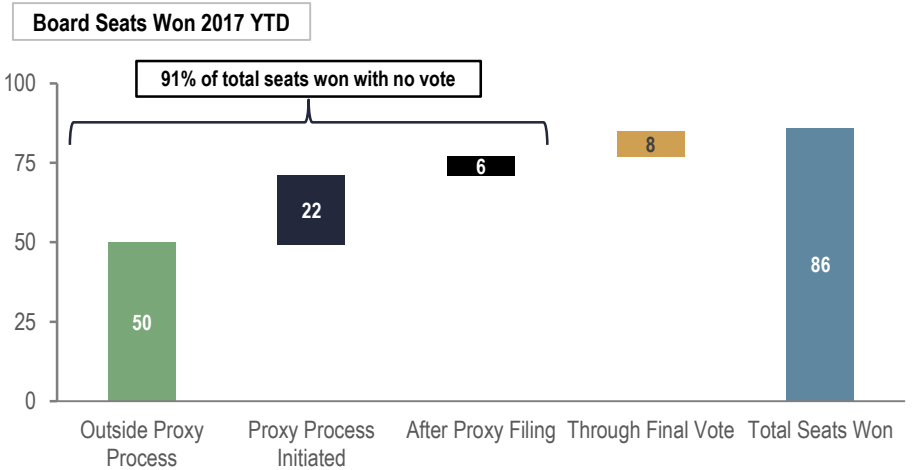 Board Seats Won 2017 YTD
91% of total seats won with no vote
100
75
50
25
0
50
22
6
8
86
Outside Proxy
Process
Proxy Process
Initiated
After Proxy Filing
Through Final Vote
Total Seats Won